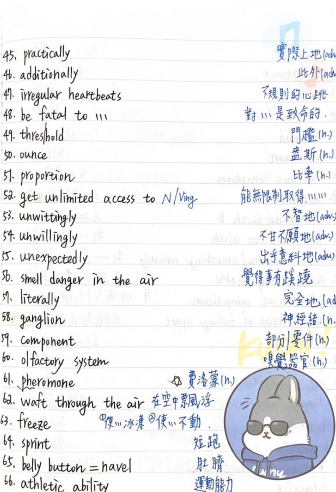 45. practically 實際上地(adv
46. additionally 此外(adv
47. irregular heartbeats 不規則的心跳
48. be fatal to ... 對...是致命的.
49. threshold 門檻(n.)
50. ounce 盎斯(n.)
51. proportion 比率(n.)
52. get unlimited access to N/Ving 能無限制取得......
53. unwittingly 不智地(adv.)
54. unwillingly 不甘不願地(adv.)
55. unexpectedly 出乎意料地(adv.)
56. smell danger in the air 覺得事有蹊蹺
57. literally 完全地(ad
58. ganglion 神經結(n.
59. component 部分/零件(n.)
60. olfactory system 嗅覺器官(n.)
61. pheromone 費洛蒙(n.)
62. waft through the air 在空中飄浮
63. freeze ①使...冰凍 ②使...不動.
64. sprint 短跑
65. belly button = navel 肚臍
66. athletic ability 運動能力